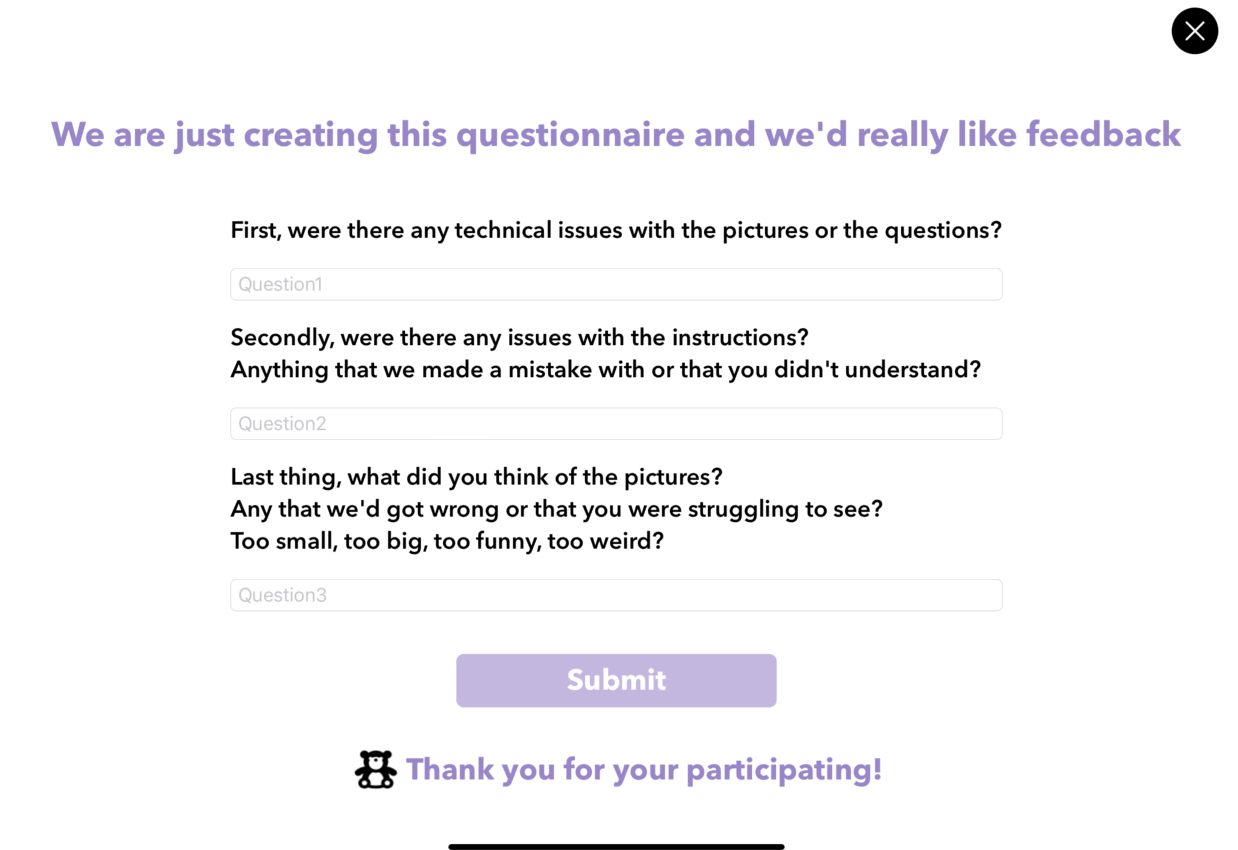 We are just creating this questionnaire and we'd really like feedback
First, were there any technical issues with the pictures or the questions?
Question1
Secondly, were there any issues with the instructions?
Anything that we made a mistake with or that you didn't understand?
Question2
Last thing, what did you think of the pictures?
Any that we'd got wrong or that you were struggling to see?
Too small, too big, too funny, too weird?
Question3
Submit
Thank you for your participating!